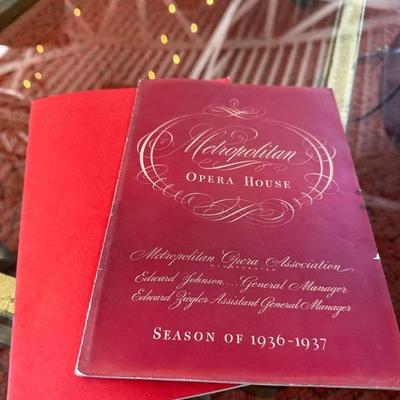 Metropolitan
OPERA HOUSE
Metropolitan Opera Association
INCORPORATED
Edward Johnson.... General Manager
Edward Ziegler Assistant General Manager
SEASON OF 1936-1937